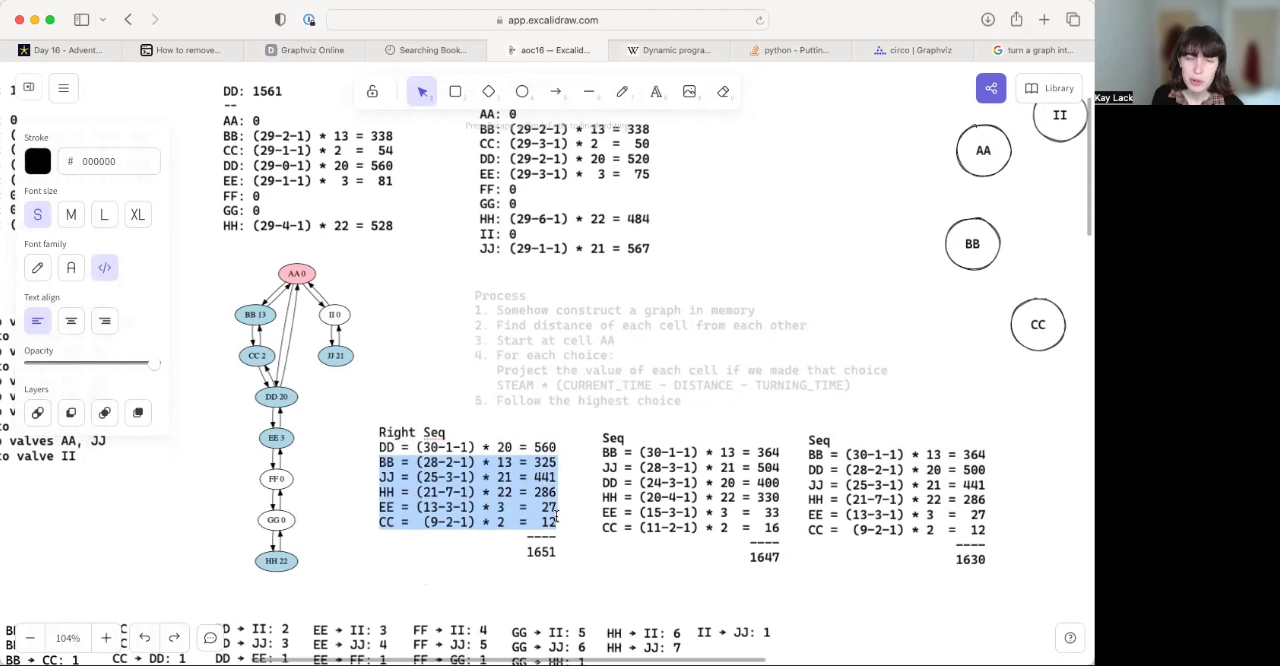 app.excalidraw.com
Day 16 - Advent...
How to remove...
Graphviz Online
Searching Book...
aoc16 — Excalid...
Dynamic progra...
python - Puttin...
circo | Graphviz
turn a graph int...
Kay Lack
Library
Stroke
# 000000
Font size
S M L XL
Font family
A
Text align
Opacity
Layers
o valves AA, JJ
to valve II
DD: 1561
--
AA: 0
BB: (29-2-1) * 13 = 338
CC: (29-1-1) * 2 = 54
DD: (29-0-1) * 20 = 560
EE: (29-1-1) * 3 = 81
FF: 0
GG: 0
HH: (29-4-1) * 22 = 528
AA: 0
BB: (29-2-1) * 13 = 338
CC: (29-3-1) * 2 = 50
DD: (29-2-1) * 20 = 520
EE: (29-3-1) * 3 = 75
FF: 0
GG: 0
HH: (29-6-1) * 22 = 484
II: 0
JJ: (29-1-1) * 21 = 567
II
AA
BB
CC
AA 0
BB 13
II 0
CC 2
JJ 21
DD 20
EE 3
FF 0
GG 0
HH 22
Process
1. Somehow construct a graph in memory
2. Find distance of each cell from each other
3. Start at cell AA
4. For each choice:
Project the value of each cell if we made that choice
STEAM * (CURRENT_TIME - DISTANCE - TURNING_TIME)
5. Follow the highest choice
Right Seq
DD = (30-1-1) * 20 = 560
BB = (28-2-1) * 13 = 325
JJ = (25-3-1) * 21 = 441
HH = (21-7-1) * 22 = 286
EE = (13-3-1) * 3 = 27
CC = (9-2-1) * 2 = 12
----
1651
Seq
BB = (30-1-1) * 13 = 364
JJ = (28-3-1) * 21 = 504
DD = (24-3-1) * 20 = 400
HH = (20-4-1) * 22 = 330
EE = (15-3-1) * 3 = 33
CC = (11-2-1) * 2 = 16
----
1647
Seq
BB = (30-1-1) * 13 = 364
DD = (28-2-1) * 20 = 500
JJ = (25-3-1) * 21 = 441
HH = (21-7-1) * 22 = 286
EE = (13-3-1) * 3 = 27
CC = (9-2-1) * 2 = 12
----
1630
104%
BB → CC: 1
CC → DD: 1
D → II: 2
D → JJ: 3
DD → EE: 1
EE → II: 3
EE → JJ: 4
EE → FF: 1
FF → II: 4
FF → JJ: 5
FF → GG: 1
GG → II: 5
GG → JJ: 6
GG → HH: 1
HH → II: 6
HH → JJ: 7
II → JJ: 1